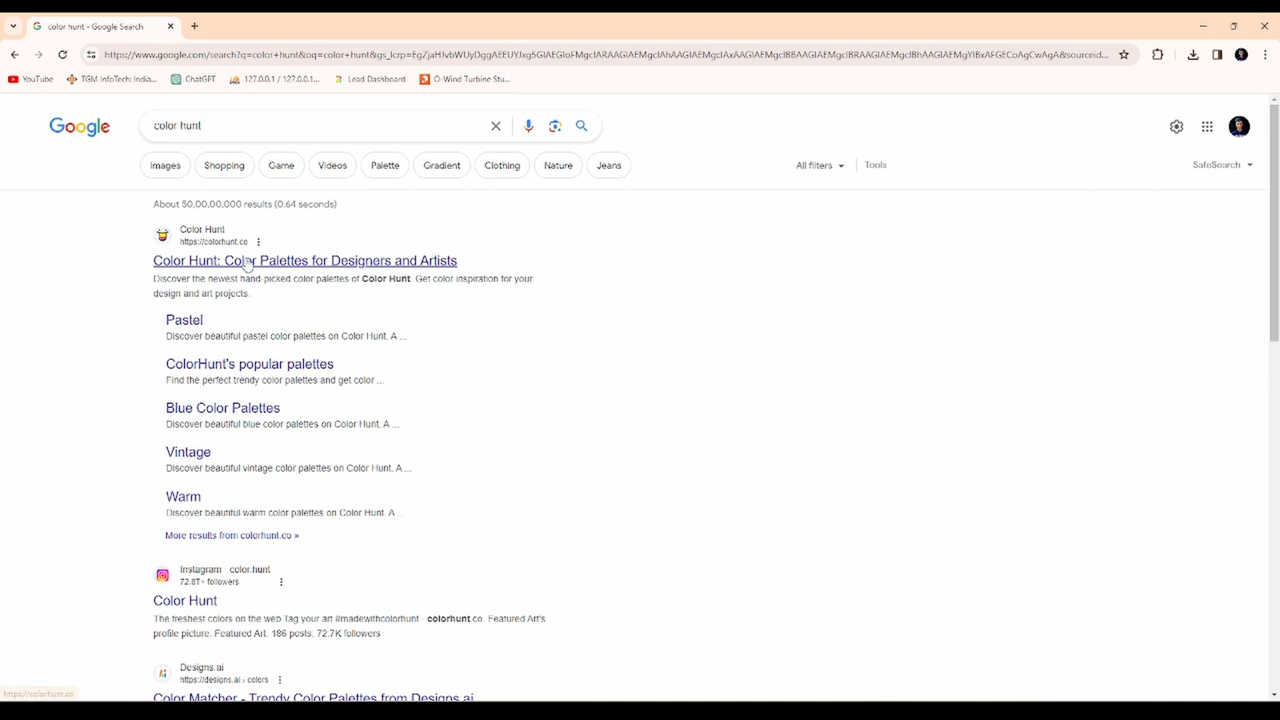 color hunt - Google Search
https://www.google.com/search?q=color+hunt&oq=color+hunt&gs_lcrp=
YouTube
TGM InfoTech: India...
ChatGPT
127.0.0.1 / 127.0.0.1...
Lead Dashboard
O-Wind Turbine Stu...
Google
color hunt
Images
Shopping
Game
Videos
Palette
Gradient
Clothing
Nature
Jeans
All filters
Tools
SafeSearch
About 50,00,00,000 results (0.64 seconds)
Color Hunt
https://colorhunt.co
Color Hunt: Color Palettes for Designers and Artists
Discover the newest hand-picked color palettes of Color Hunt. Get color inspiration for your
design and art projects.
Pastel
Discover beautiful pastel color palettes on Color Hunt. A ...
ColorHunt's popular palettes
Find the perfect trendy color palettes and get color ...
Blue Color Palettes
Discover beautiful blue color palettes on Color Hunt. A ...
Vintage
Discover beautiful vintage color palettes on Color Hunt. A ...
Warm
Discover beautiful warm color palettes on Color Hunt. A ...
More results from colorhunt.co »
Instagram · color.hunt
72.8T+ followers
Color Hunt
The freshest colors on the web Tag your art #madewithcolorhunt · colorhunt.co. Featured Art's
profile picture. Featured Art. 186 posts. 72.7K followers
Designs.ai
https://designs.ai › colors
Color Matcher - Trendy Color Palettes from Designs.ai
https://colorhunt.co